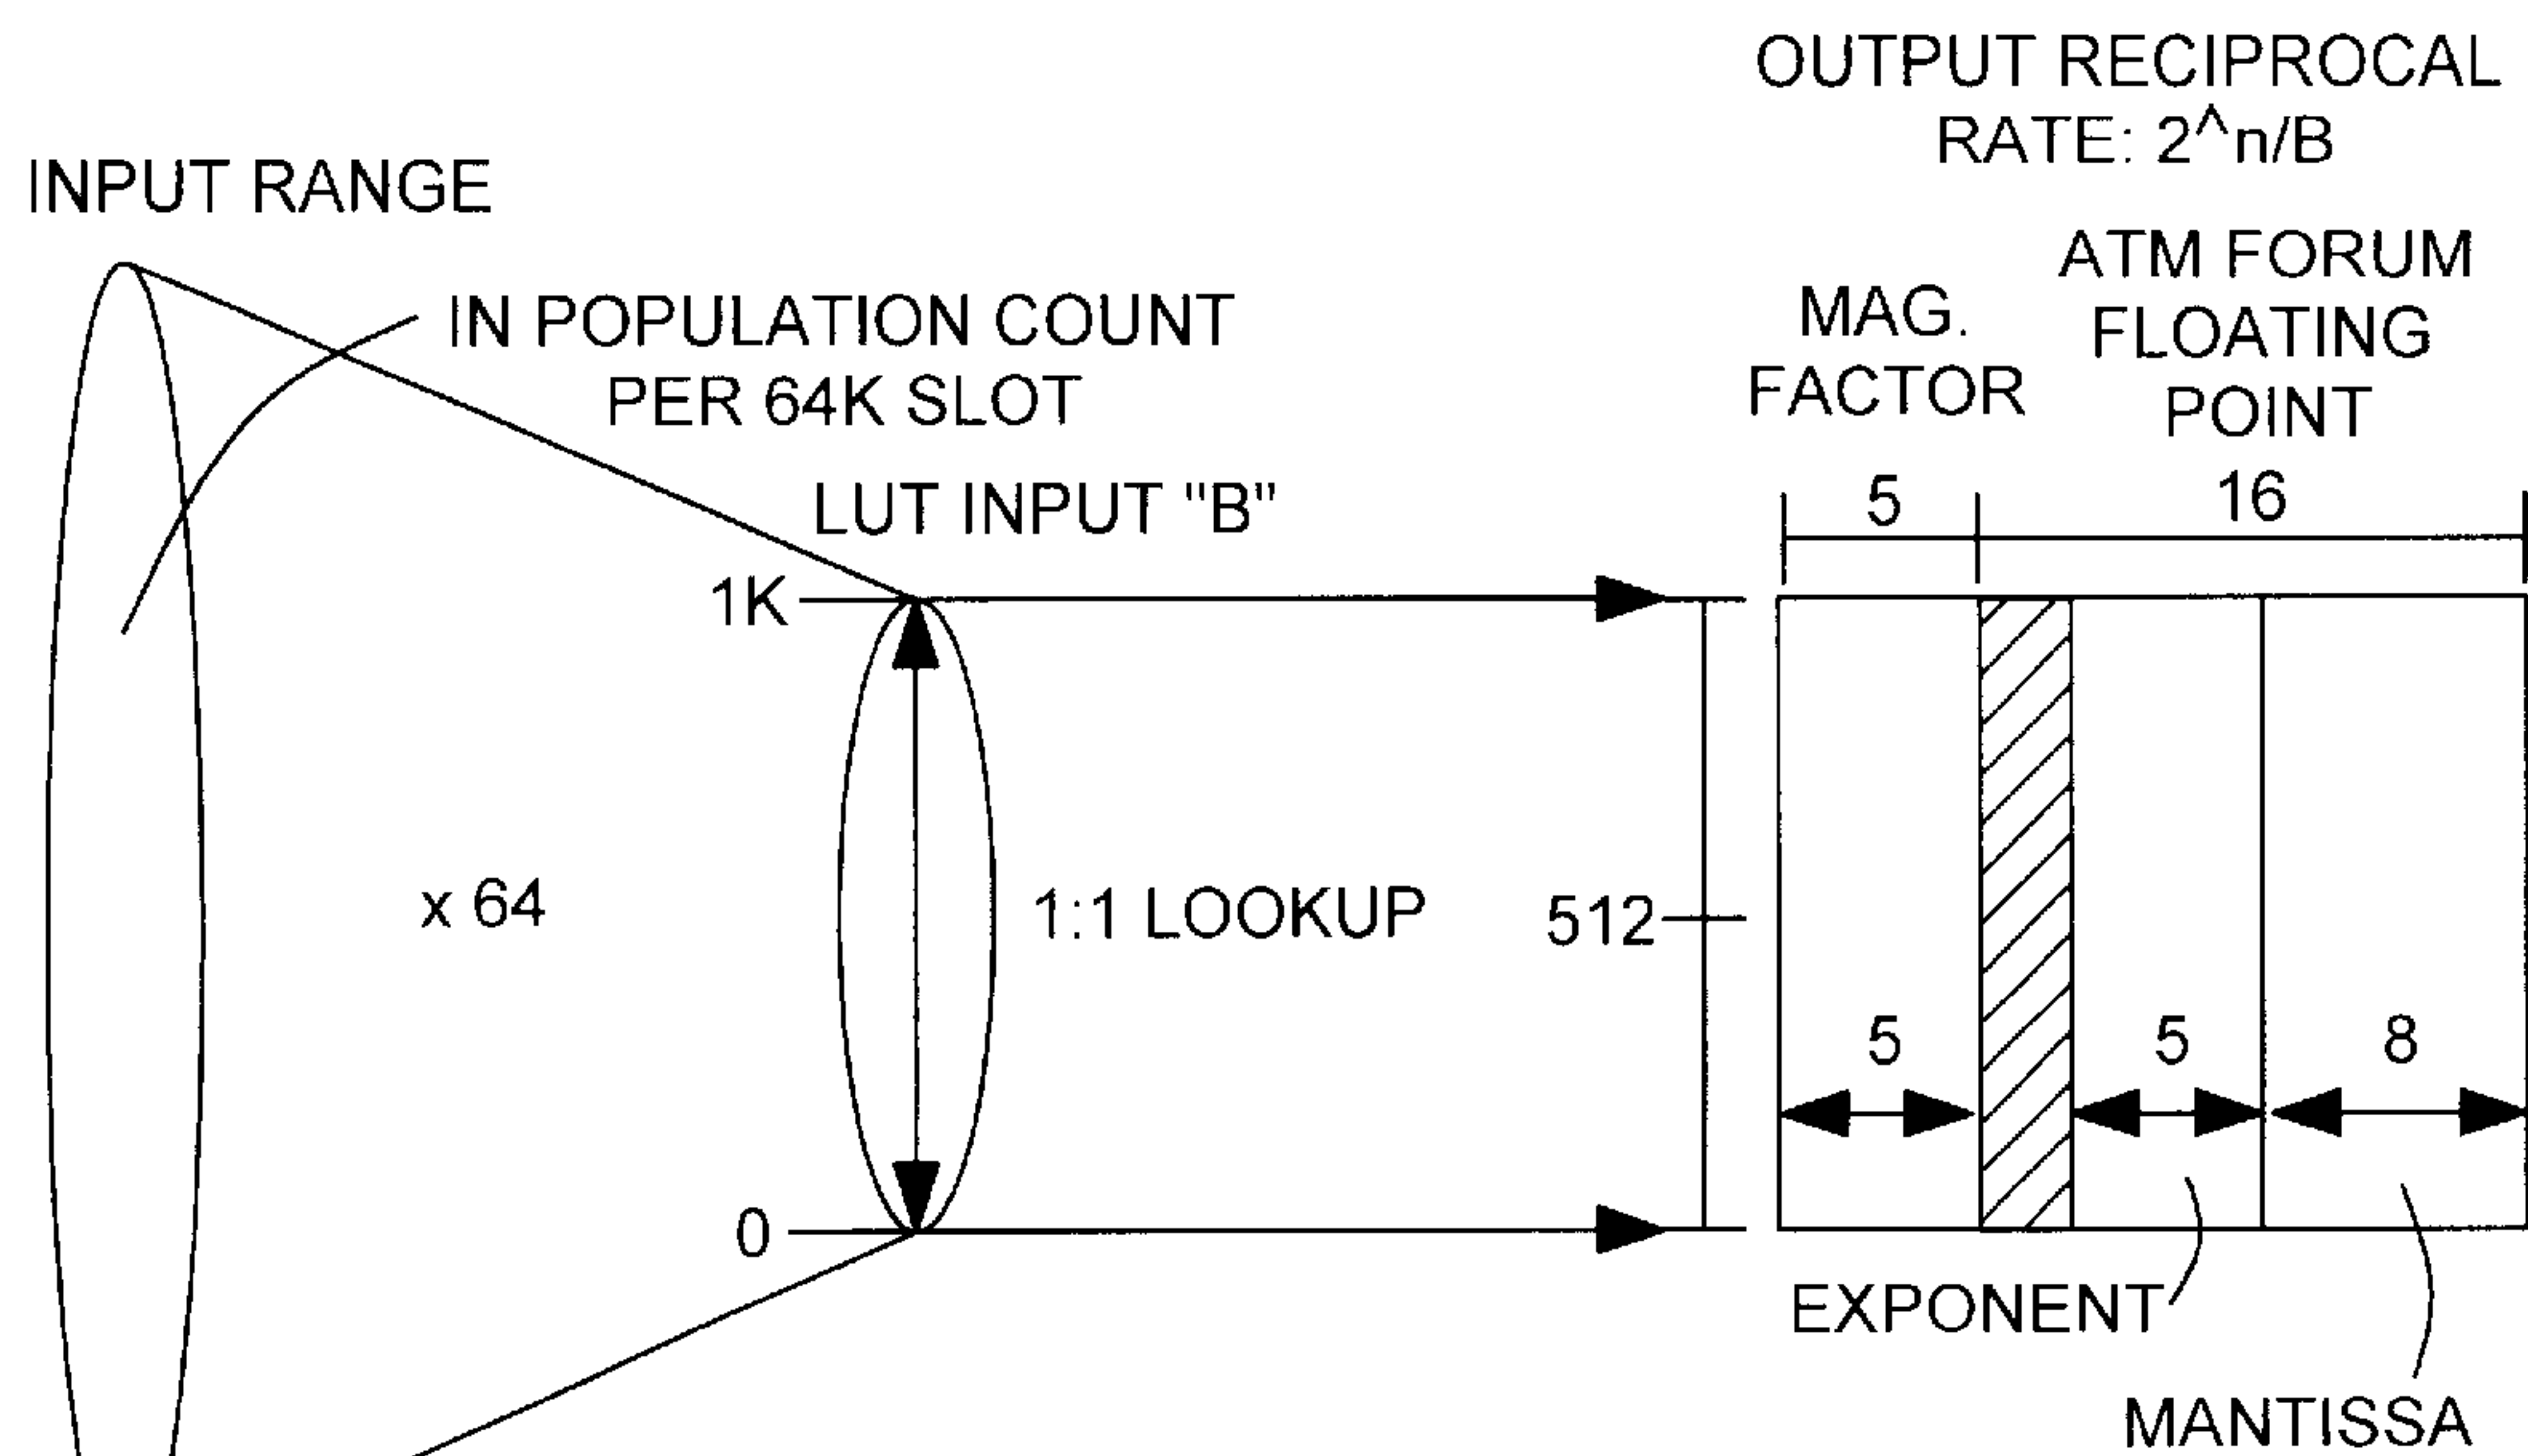 OUTPUT RECIPROCAL
RATE: 2^n/B
INPUT RANGE
ATM FORUM
FLOATING
POINT
MAG.
FACTOR
IN POPULATION COUNT
PER 64K SLOT
LUT INPUT "B"
5
16
1K
x 64
1:1 LOOKUP
512
5
5
8
0
EXPONENT
MANTISSA